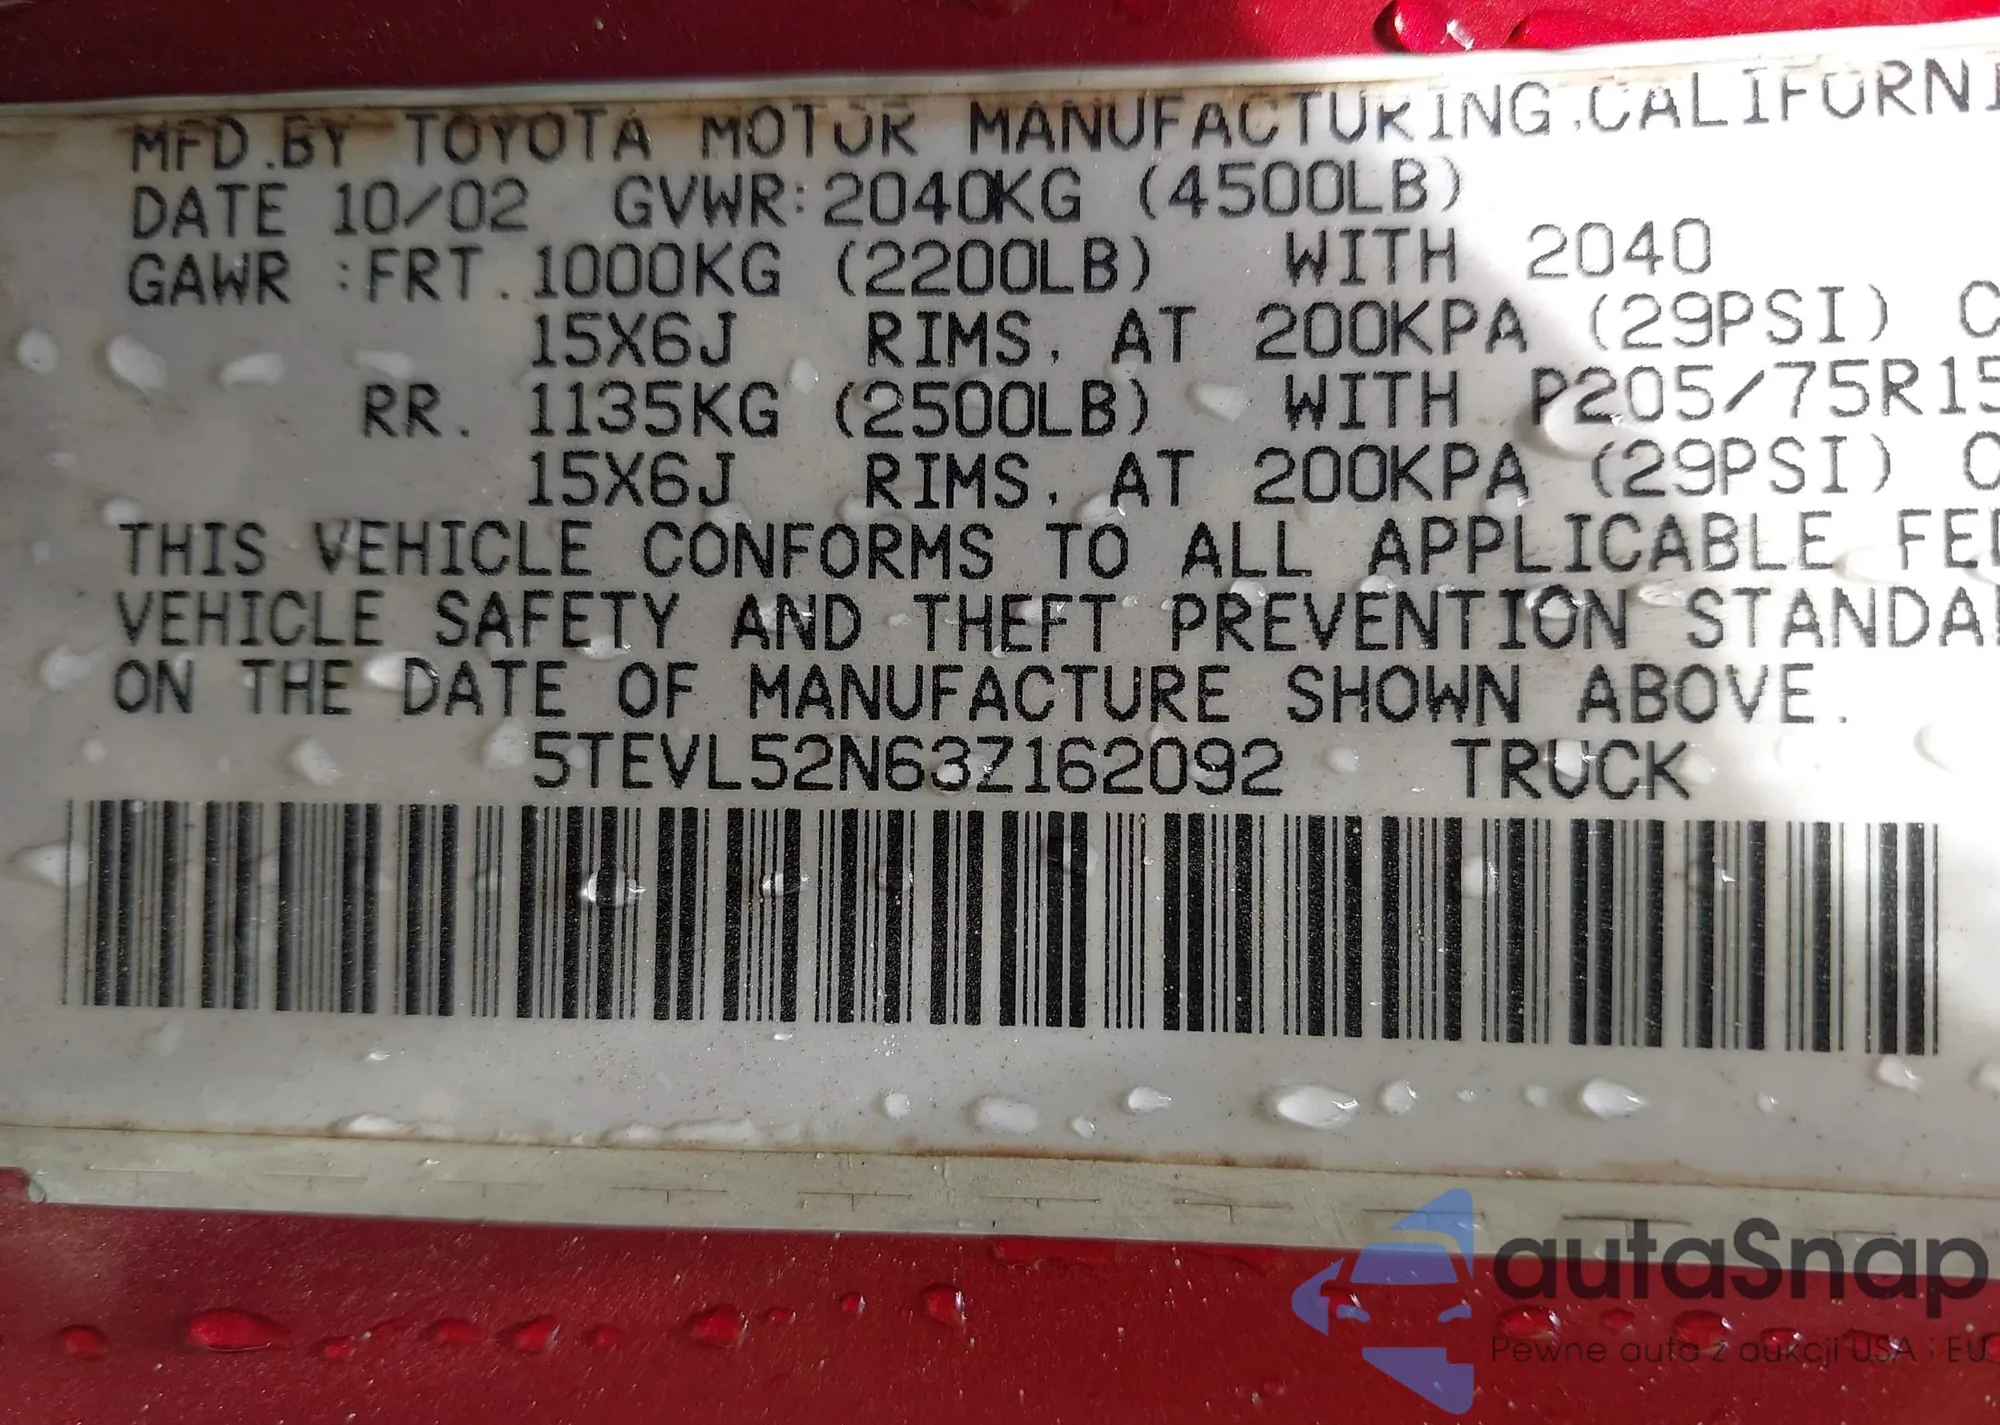 MFD.BY TOYOTA MOTOR MANUFACTURING.CALIFORNI
DATE 10/02 GVWR:2040KG (4500LB)
GAWR :FRT. 1000KG (2200LB) WITH 2040
15X6J RIMS, AT 200KPA (29PSI) C
RR. 1135KG (2500LB) WITH P205/75R15
15X6J RIMS, AT 200KPA (29PSI)
THIS VEHICLE CONFORMS TO ALL APPLICABLE FED
VEHICLE SAFETY AND THEFT PREVENTION STANDA
ON THE DATE OF MANUFACTURE SHOWN ABOVE.
5TEVL52N63Z162092 TRUCK
autaSnap
Pewne auta z aukcji USA i EU